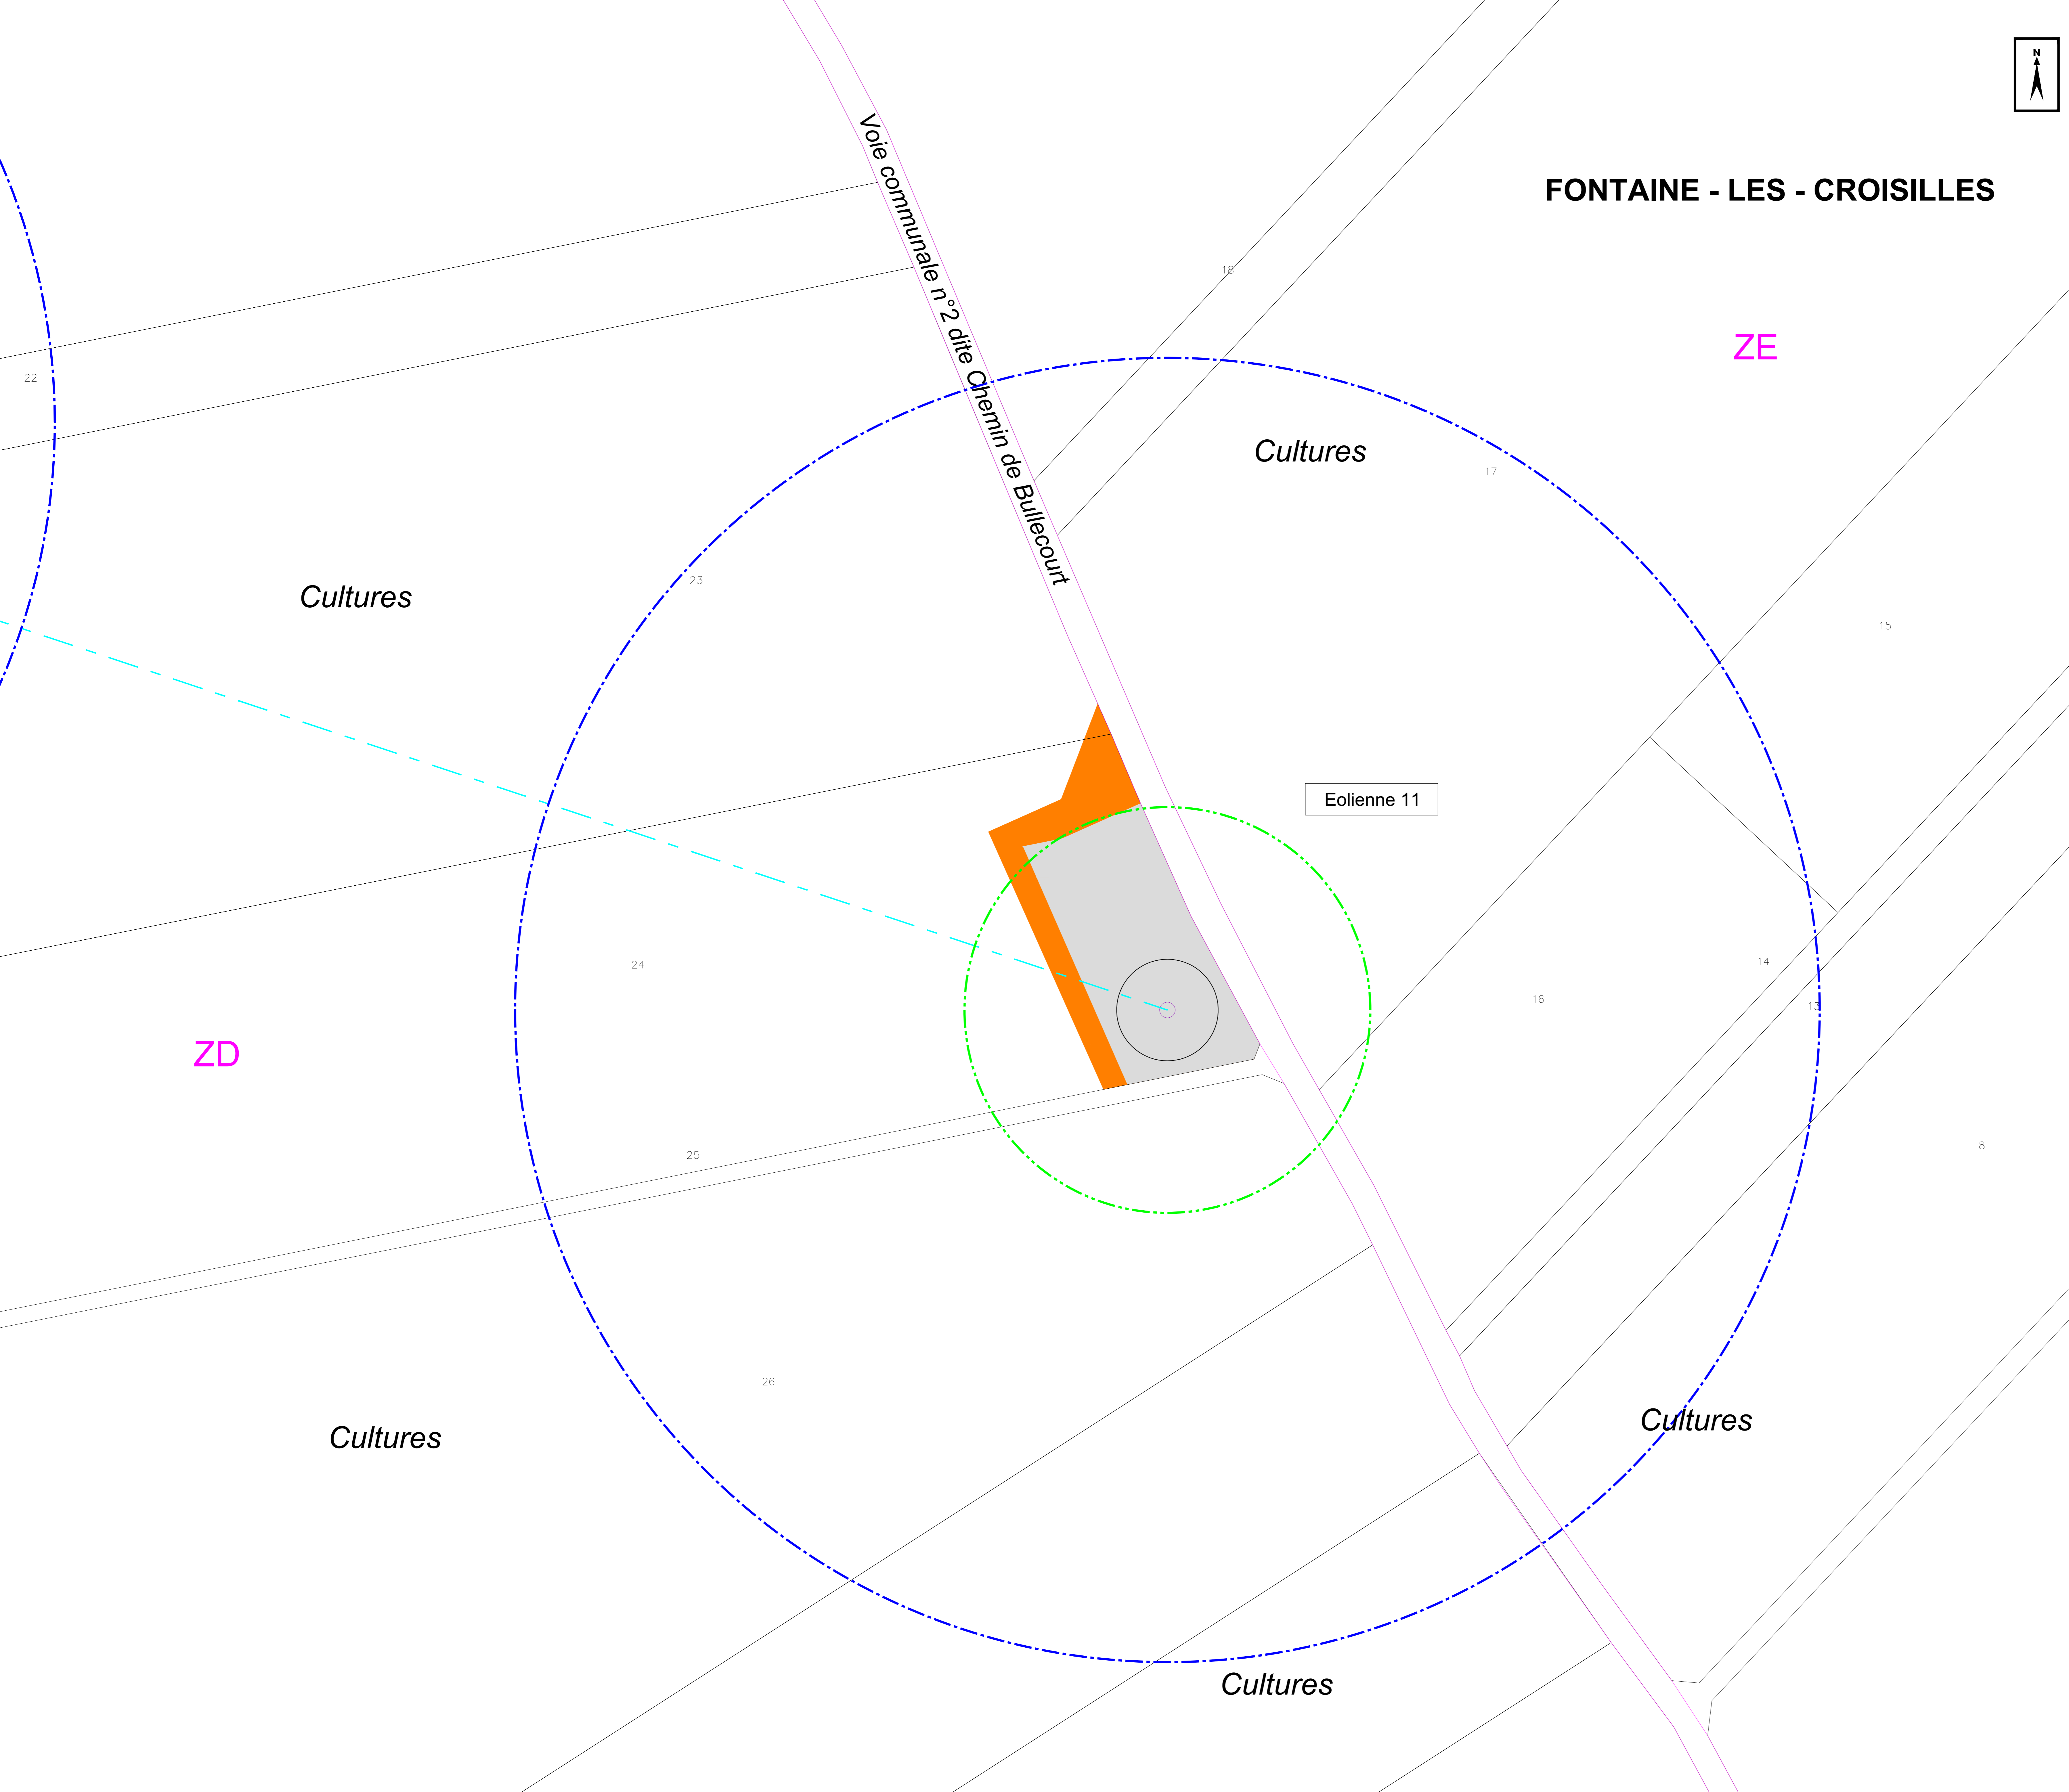 N
Voie communale n°2 dite Chemin de Bullecourt
FONTAINE - LES - CROISILLES
18
ZE
22
Cultures
17
23
Cultures
15
Eolienne 11
24
14
16
13
ZD
8
25
26
Cultures
Cultures
Cultures